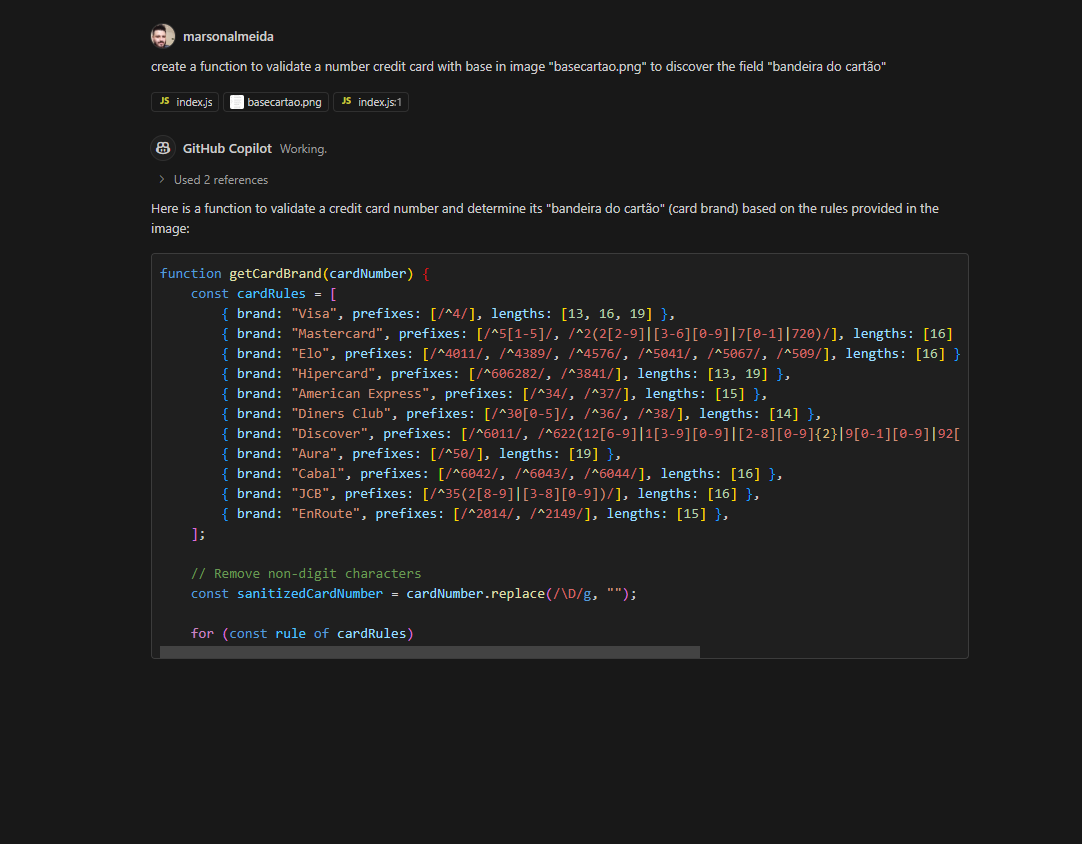 marsonalmeida
create a function to validate a number credit card with base in image "basecartao.png" to discover the field "bandeira do cartão"
JS index.js basecartao.png JS index.js:1
GitHub Copilot Working.
Used 2 references
Here is a function to validate a credit card number and determine its "bandeira do cartão" (card brand) based on the rules provided in the
image:
function getCardBrand(cardNumber) {
    const cardRules = [
        { brand: "Visa", prefixes: [/^4/], lengths: [13, 16, 19] },
        { brand: "Mastercard", prefixes: [/^5[1-5]/, /^2(2[2-9]|[3-6][0-9]|7[0-1]|720)/], lengths: [16]
        { brand: "Elo", prefixes: [/^4011/, /^4389/, /^4576/, /^5041/, /^5067/, /^509/], lengths: [16] }
        { brand: "Hipercard", prefixes: [/^606282/, /^3841/], lengths: [13, 19] },
        { brand: "American Express", prefixes: [/^34/, /^37/], lengths: [15] },
        { brand: "Diners Club", prefixes: [/^30[0-5]/, /^36/, /^38/], lengths: [14] },
        { brand: "Discover", prefixes: [/^6011/, /^622(12[6-9]|1[3-9][0-9]|[2-8][0-9]{2}|9[0-1][0-9]|92[
        { brand: "Aura", prefixes: [/^50/], lengths: [19] },
        { brand: "Cabal", prefixes: [/^6042/, /^6043/, /^6044/], lengths: [16] },
        { brand: "JCB", prefixes: [/^35(2[8-9]|[3-8][0-9])/], lengths: [16] },
        { brand: "EnRoute", prefixes: [/^2014/, /^2149/], lengths: [15] },
    ];
    // Remove non-digit characters
    const sanitizedCardNumber = cardNumber.replace(/\D/g, "");
    for (const rule of cardRules)